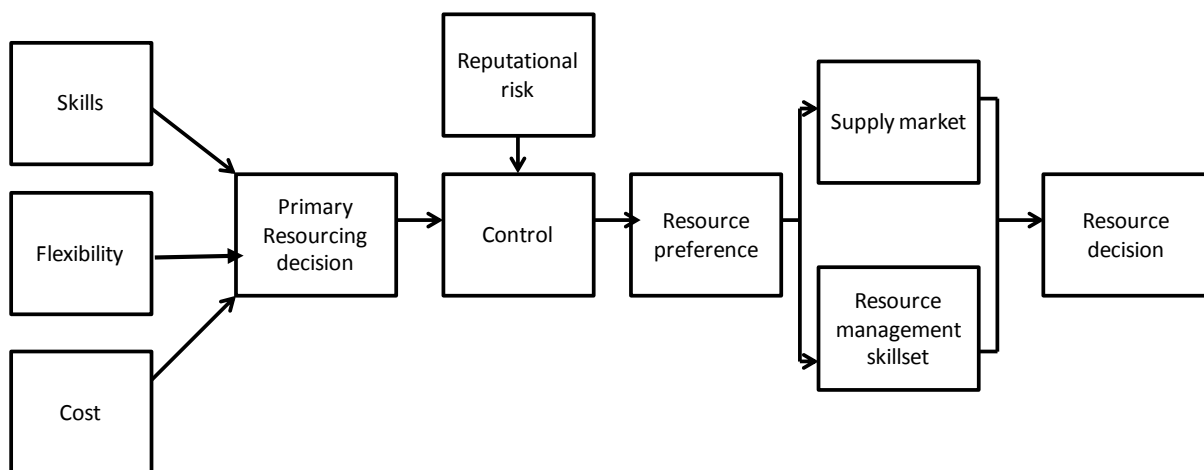 Skills
Flexibility
Cost
Primary
Resourcing
decision
Reputational
risk
Control
Resource
preference
Supply market
Resource
management
skillset
Resource
decision